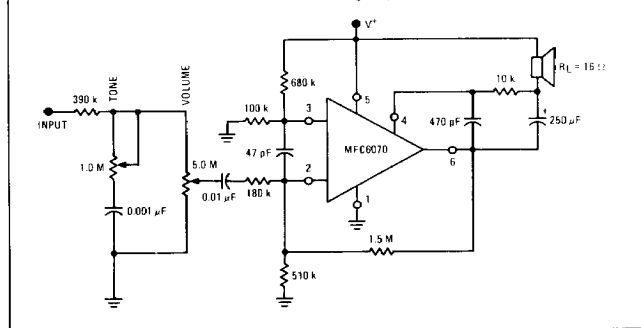 V+
680 k
10 k
RL = 16 Ω
390 k
TONE
VOLUME
100 k
3
5
4
470 pF
250 µF
+
INPUT
1.0 M
5.0 M
47 pF
MFC6070
6
2
0.01 µF
180 k
1
0.001 µF
1.5 M
510 k